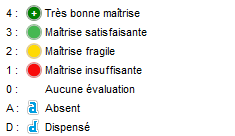 4 : + Très bonne maîtrise
3 : Maîtrise satisfaisante
2 : Maîtrise fragile
1 : Maîtrise insuffisante
0 : Aucune évaluation
A : a Absent
D : d Dispensé